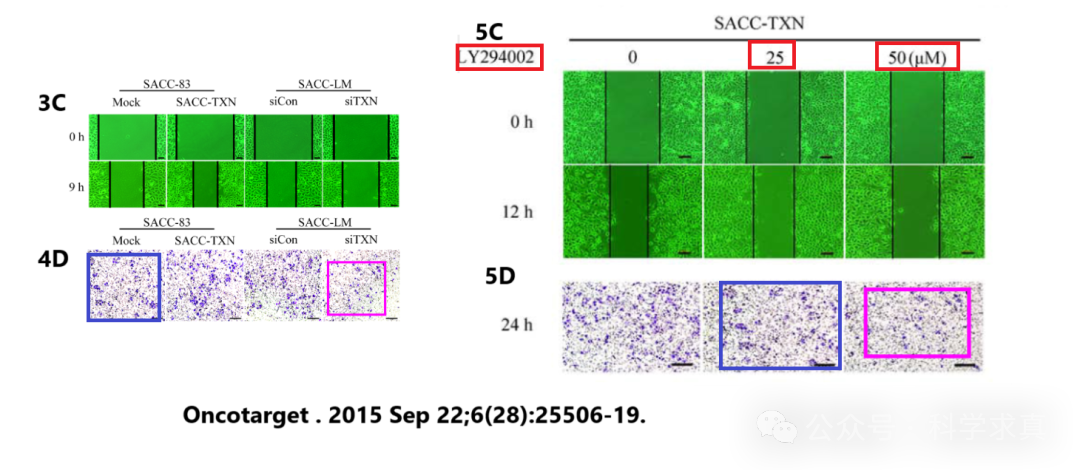 3C
SACC-83 SACC-LM
Mock SACC-TXN siCon siTXN
0 h
9 h
4D
SACC-83 SACC-LM
Mock SACC-TXN siCon siTXN
5C
SACC-TXN
LY294002 0 25 50 (μM)
0 h
12 h
5D
24 h
Oncotarget . 2015 Sep 22;6(28):25506-19.
公众号 科学求真